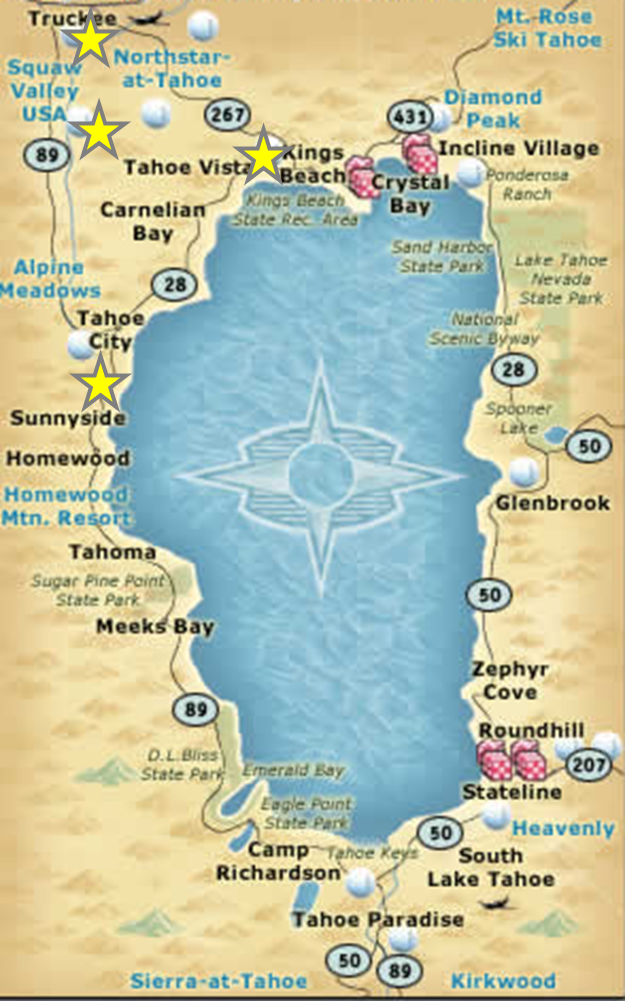 Truckee
Mt.-Rose
Ski Tahoe
Northstar-
at-Tahoe
Squaw
Valley
USA
Diamond
Peak
267
431
89
Incline Village
Kings
Beach
Tahoe Vista
Crystal
Bay
Ponderosa
Ranch
Kings Beach
State Rec. Area
Carnelian
Bay
Sand Harbor
State Park
Lake Tahoe
Nevada
State Park
Alpine
Meadows
28
Tahoe
City
National
Scenic Byway
28
Sunnyside
Spooner
Lake
50
Homewood
Glenbrook
Homewood
Mtn. Resort
Tahoma
Sugar Pine Point
State Park
50
Meeks Bay
Zephyr
Cove
89
Roundhill
D.L.Bliss
State Park
Emerald Bay
207
Stateline
Eagle Point
State Park
50
Heavenly
Camp
Richardson
Tahoe Keys
South
Lake Tahoe
Tahoe Paradise
50
89
Sierra-at-Tahoe
Kirkwood